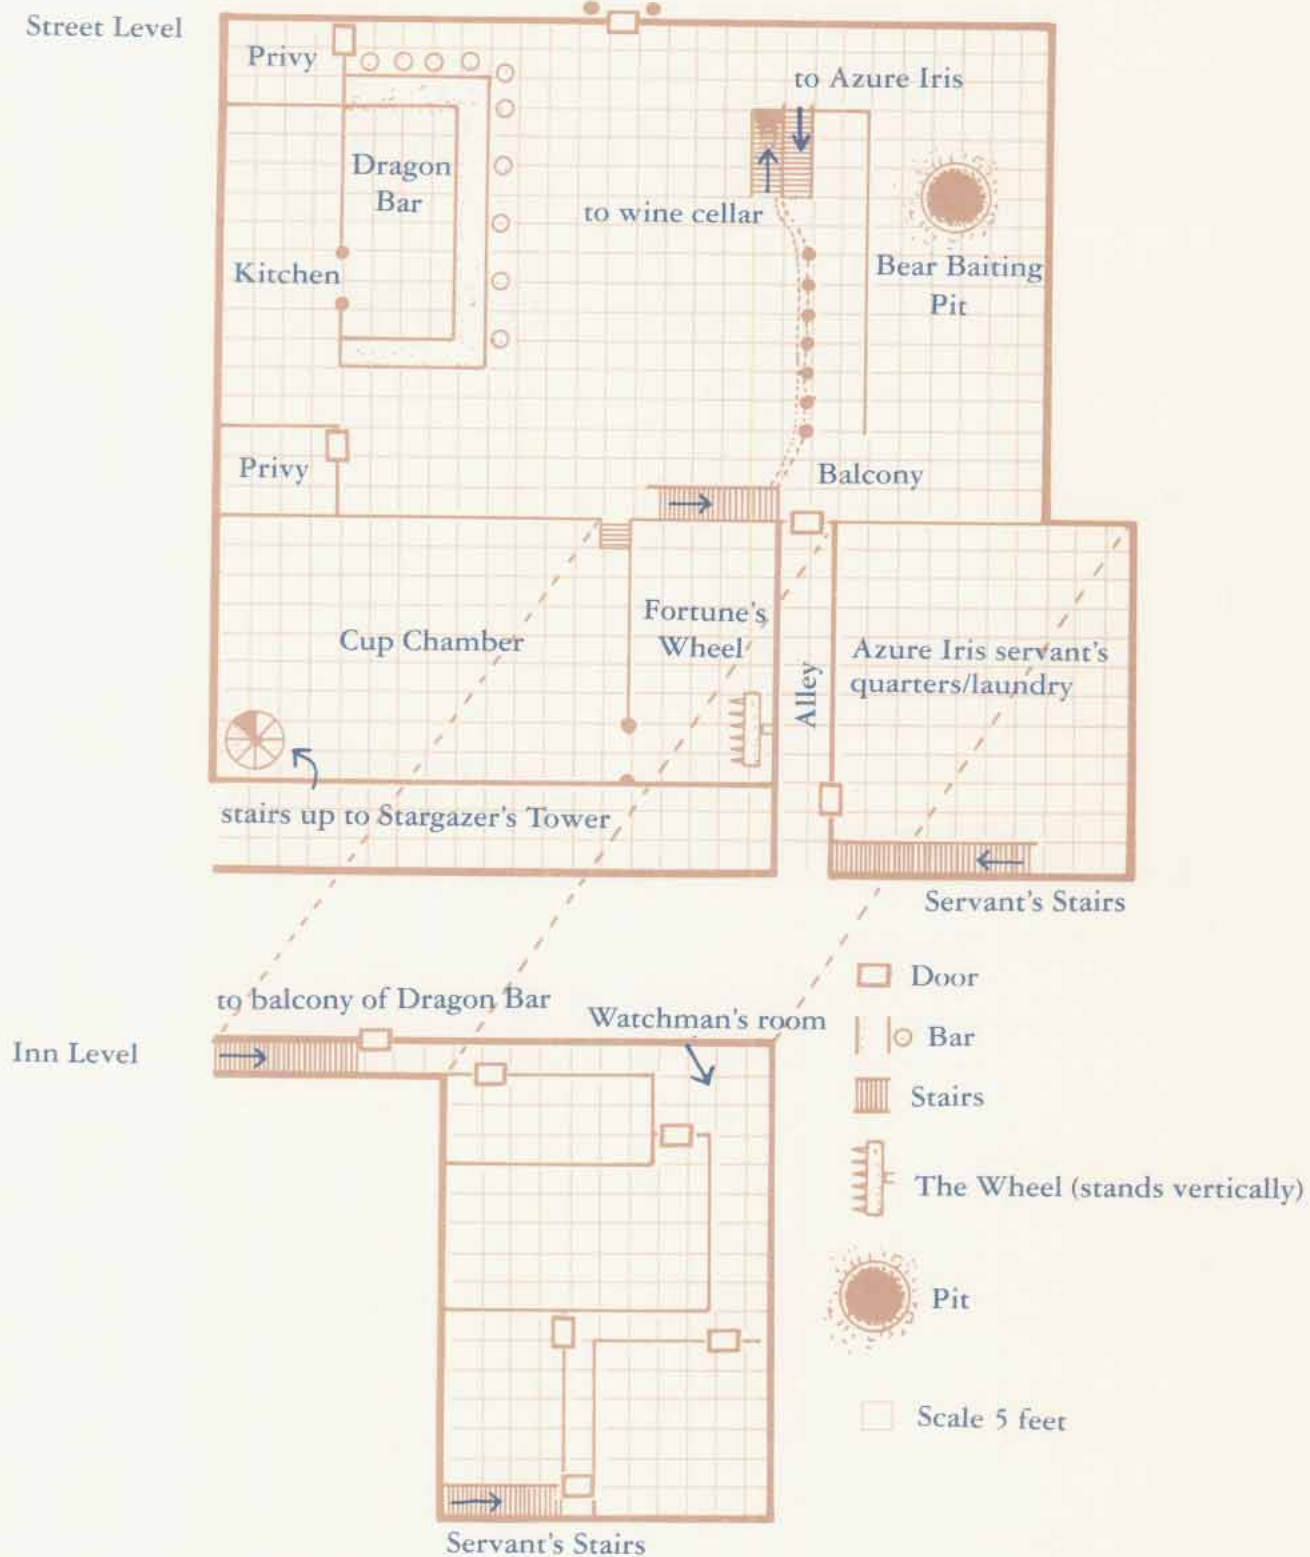 Street Level
Privy
to Azure Iris
Dragon
Bar
to wine cellar
Kitchen
Bear Baiting
Pit
Privy
Balcony
Cup Chamber
Fortune's
Wheel
Alley
Azure Iris servant's
quarters/laundry
stairs up to Stargazer's Tower
Servant's Stairs
to balcony of Dragon Bar
Watchman's room
Inn Level
Servant's Stairs
Door
Bar
Stairs
The Wheel (stands vertically)
Pit
Scale 5 feet